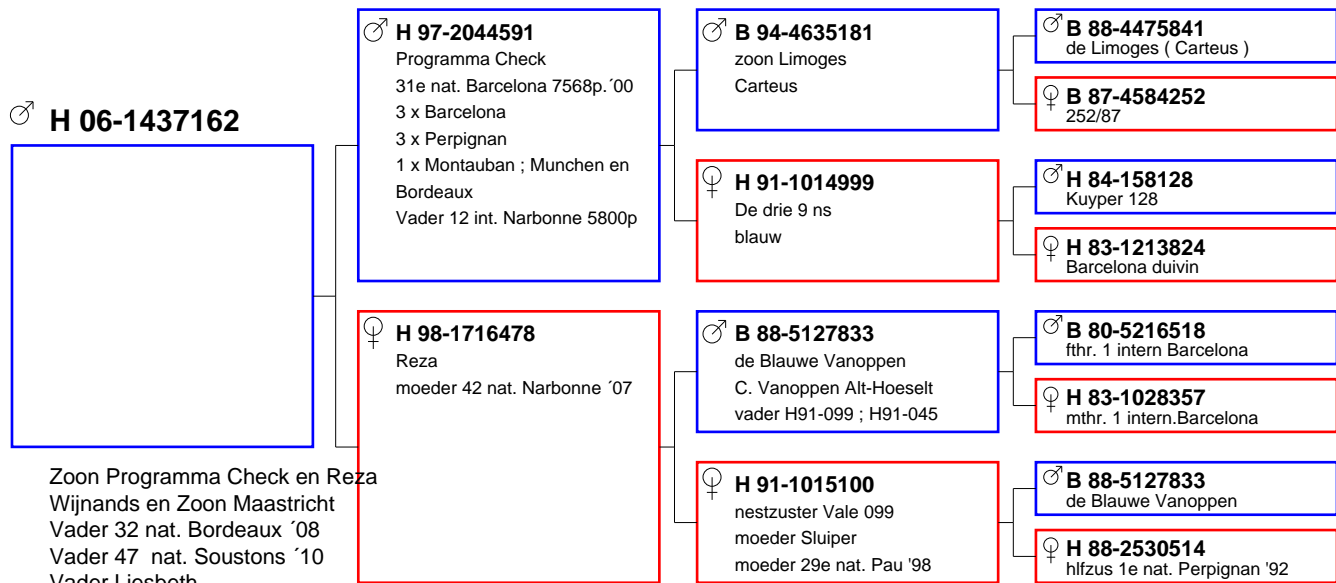 H 06-1437162
Zoon Programma Check en Reza
Wijnands en Zoon Maastricht
Vader 32 nat. Bordeaux ´08
Vader 47 nat. Soustons ´10
Vader Liesbeth
H 97-2044591
Programma Check
31e nat. Barcelona 7568p.´00
3 x Barcelona
3 x Perpignan
1 x Montauban ; Munchen en
Bordeaux
Vader 12 int. Narbonne 5800p
H 98-1716478
Reza
moeder 42 nat. Narbonne ´07
B 94-4635181
zoon Limoges
Carteus
H 91-1014999
De drie 9 ns
blauw
B 88-5127833
de Blauwe Vanoppen
C. Vanoppen Alt-Hoeselt
vader H91-099 ; H91-045
H 91-1015100
nestzuster Vale 099
moeder Sluiper
moeder 29e nat. Pau '98
B 88-4475841
de Limoges ( Carteus )
B 87-4584252
252/87
H 84-158128
Kuyper 128
H 83-1213824
Barcelona duivin
B 80-5216518
fthr. 1 intern Barcelona
H 83-1028357
mthr. 1 intern.Barcelona
B 88-5127833
de Blauwe Vanoppen
H 88-2530514
hlfzus 1e nat. Perpignan '92